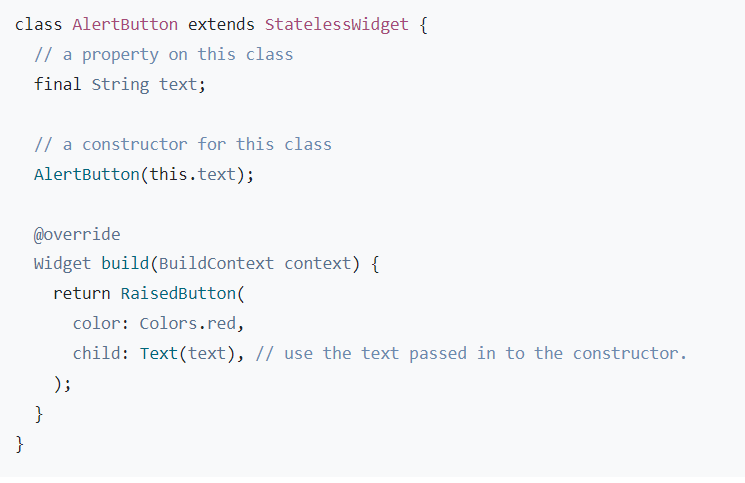 class AlertButton extends StatelessWidget {
  // a property on this class
  final String text;

  // a constructor for this class
  AlertButton(this.text);

  @override
  Widget build(BuildContext context) {
    return RaisedButton(
      color: Colors.red,
      child: Text(text), // use the text passed in to the constructor.
    );
  }
}